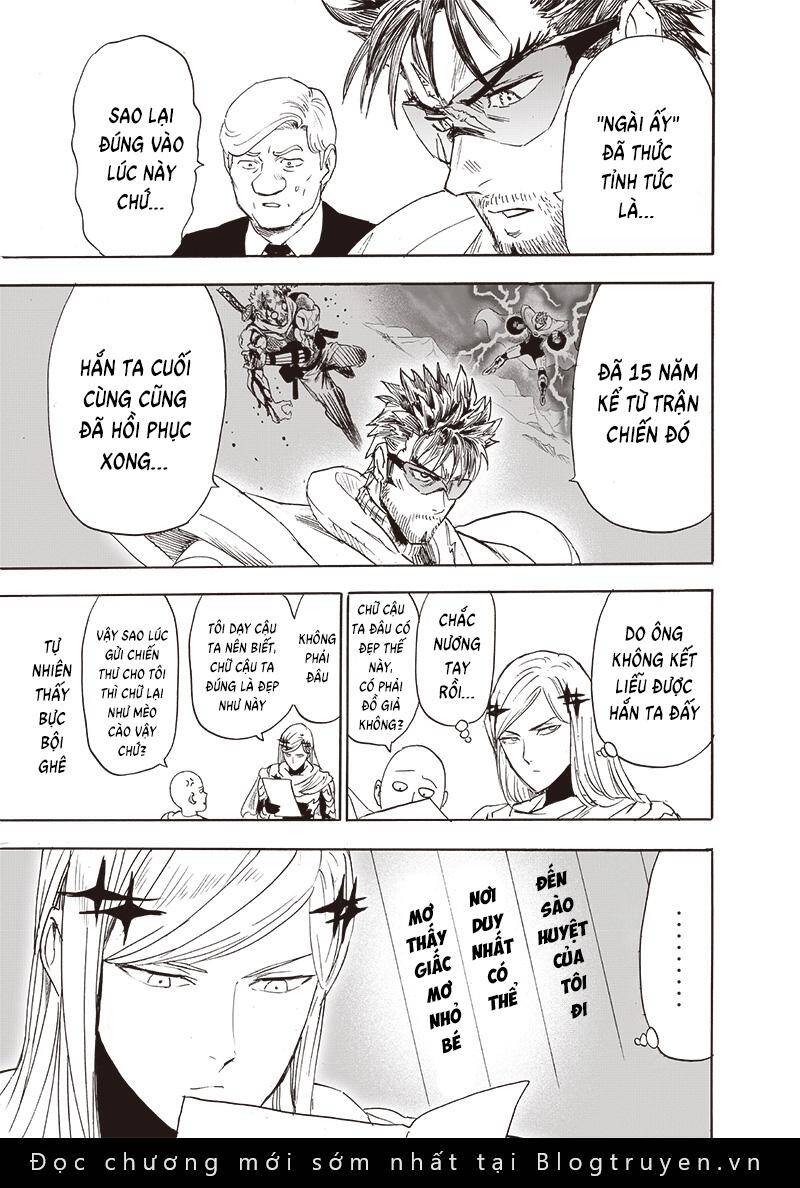 "NGÀI ẤY"
ĐÃ THỨC
TỈNH TỨC
LÀ...
SAO LẠI
ĐÚNG VÀO
LÚC NÀY
CHỨ...
ĐÃ 15 NĂM
KỂ TỪ TRẬN
CHIẾN ĐÓ
HẮN TA CUỐI
CÙNG CŨNG
ĐÃ HỒI PHỤC
XONG...
DO ÔNG
KHÔNG KẾT
LIỄU ĐƯỢC
HẮN TA ĐẤY
CHẮC
NƯƠNG
TAY
RỒI...
CHỮ CẬU
TA ĐÂU CÓ
ĐẸP THẾ
NÀY,
CÓ PHẢI
ĐỒ GIẢ
KHÔNG?
KHÔNG
PHẢI
ĐÂU
TÔI DẠY CẬU
TA NÊN BIẾT,
CHỮ CẬU TA
ĐÚNG LÀ ĐẸP
NHƯ NÀY
VẬY SAO LÚC
GỬI CHIẾN
THƯ CHO TÔI
THÌ CHỮ LẠI
NHƯ MÈO
CÀO VẬY
CHỨ?
TỰ
NHIÊN
THẤY
BỰC
BỘI
GHÊ
........
ĐẾN
SÀO
HUYỆT
CỦA
TÔI
ĐI
NƠI
DUY
NHẤT
CÓ
THỂ
MƠ
THẤY
GIẤC
MƠ
NHỎ
BÉ
Đọc chương mới sớm nhất tại Blogtruyen.vn